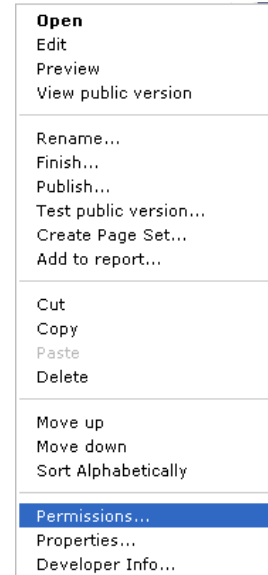 Open
Edit
Preview
View public version
Rename...
Finish...
Publish...
Test public version...
Create Page Set...
Add to report...
Cut
Copy
Paste
Delete
Move up
Move down
Sort Alphabetically
Permissions...
Properties...
Developer Info...